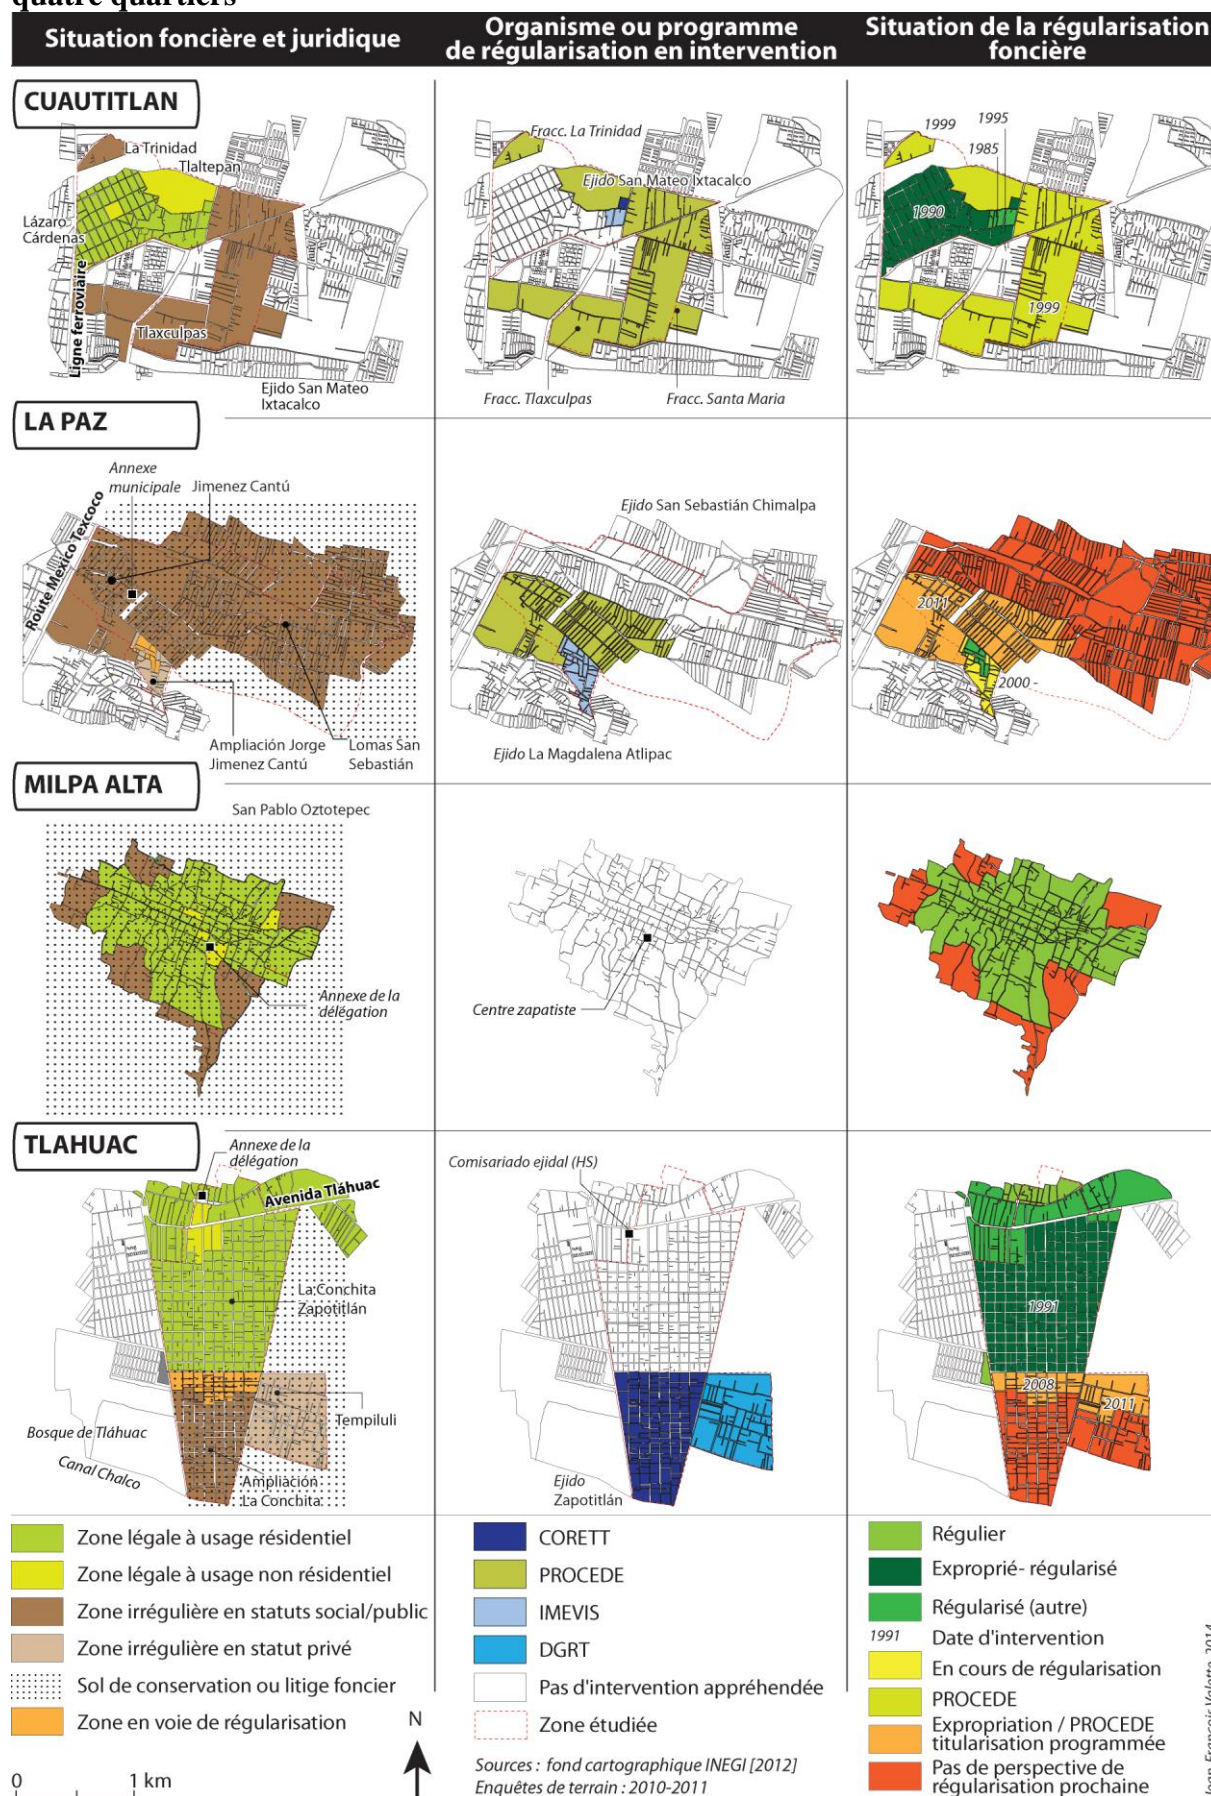 quatre quartiers
Situation foncière et juridique
Organisme ou programme
de régularisation en intervention
Situation de la régularisation
foncière
CUAUTITLAN
La Trinidad
Tlaltepan
Lázaro
Cárdenas
Ligne ferroviaire
Tlaxculpas
Ejido San Mateo
Ixtacalco
Fracc. La Trinidad
Ejido San Mateo Ixtacalco
Fracc. Tlaxculpas
Fracc. Santa Maria
1999
1995
1985
1990
1999
LA PAZ
Annexe
municipale
Jimenez Cantú
Route Mexico Texcoco
Ampliación Jorge
Jimenez Cantú
Lomas San
Sebastián
Ejido San Sebastián Chimalpa
Ejido La Magdalena Atlipac
2011
2000 -
MILPA ALTA
San Pablo Oztotepec
Annexe de la
délégation
Centre zapatiste
TLAHUAC
Annexe de la
délégation
Avenida Tláhuac
La Conchita
Zapotitlán
Tempiluli
Bosque de Tláhuac
Canal Chalco
Ampliación
La Conchita
Comisariado ejidal (HS)
Ejido
Zapotitlán
1991
2008
2011
Zone légale à usage résidentiel
Zone légale à usage non résidentiel
Zone irrégulière en statuts social/public
Zone irrégulière en statut privé
Sol de conservation ou litige foncier
Zone en voie de régularisation
N
0 1 km
CORETT
PROCEDE
IMEVIS
DGRT
Pas d'intervention appréhendée
Zone étudiée
Sources : fond cartographique INEGI [2012]
Enquêtes de terrain : 2010-2011
Régulier
Exproprié- régularisé
Régularisé (autre)
1991 Date d'intervention
En cours de régularisation
PROCEDE
Expropriation / PROCEDE
titularisation programmée
Pas de perspective de
régularisation prochaine